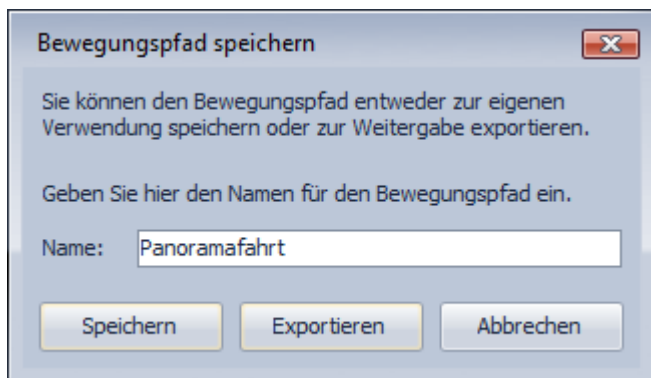 Bewegungspfad speichern
Sie können den Bewegungspfad entweder zur eigenen
Verwendung speichern oder zur Weitergabe exportieren.
Geben Sie hier den Namen für den Bewegungspfad ein.
Name: Panoramafahrt
Speichern Exportieren Abbrechen